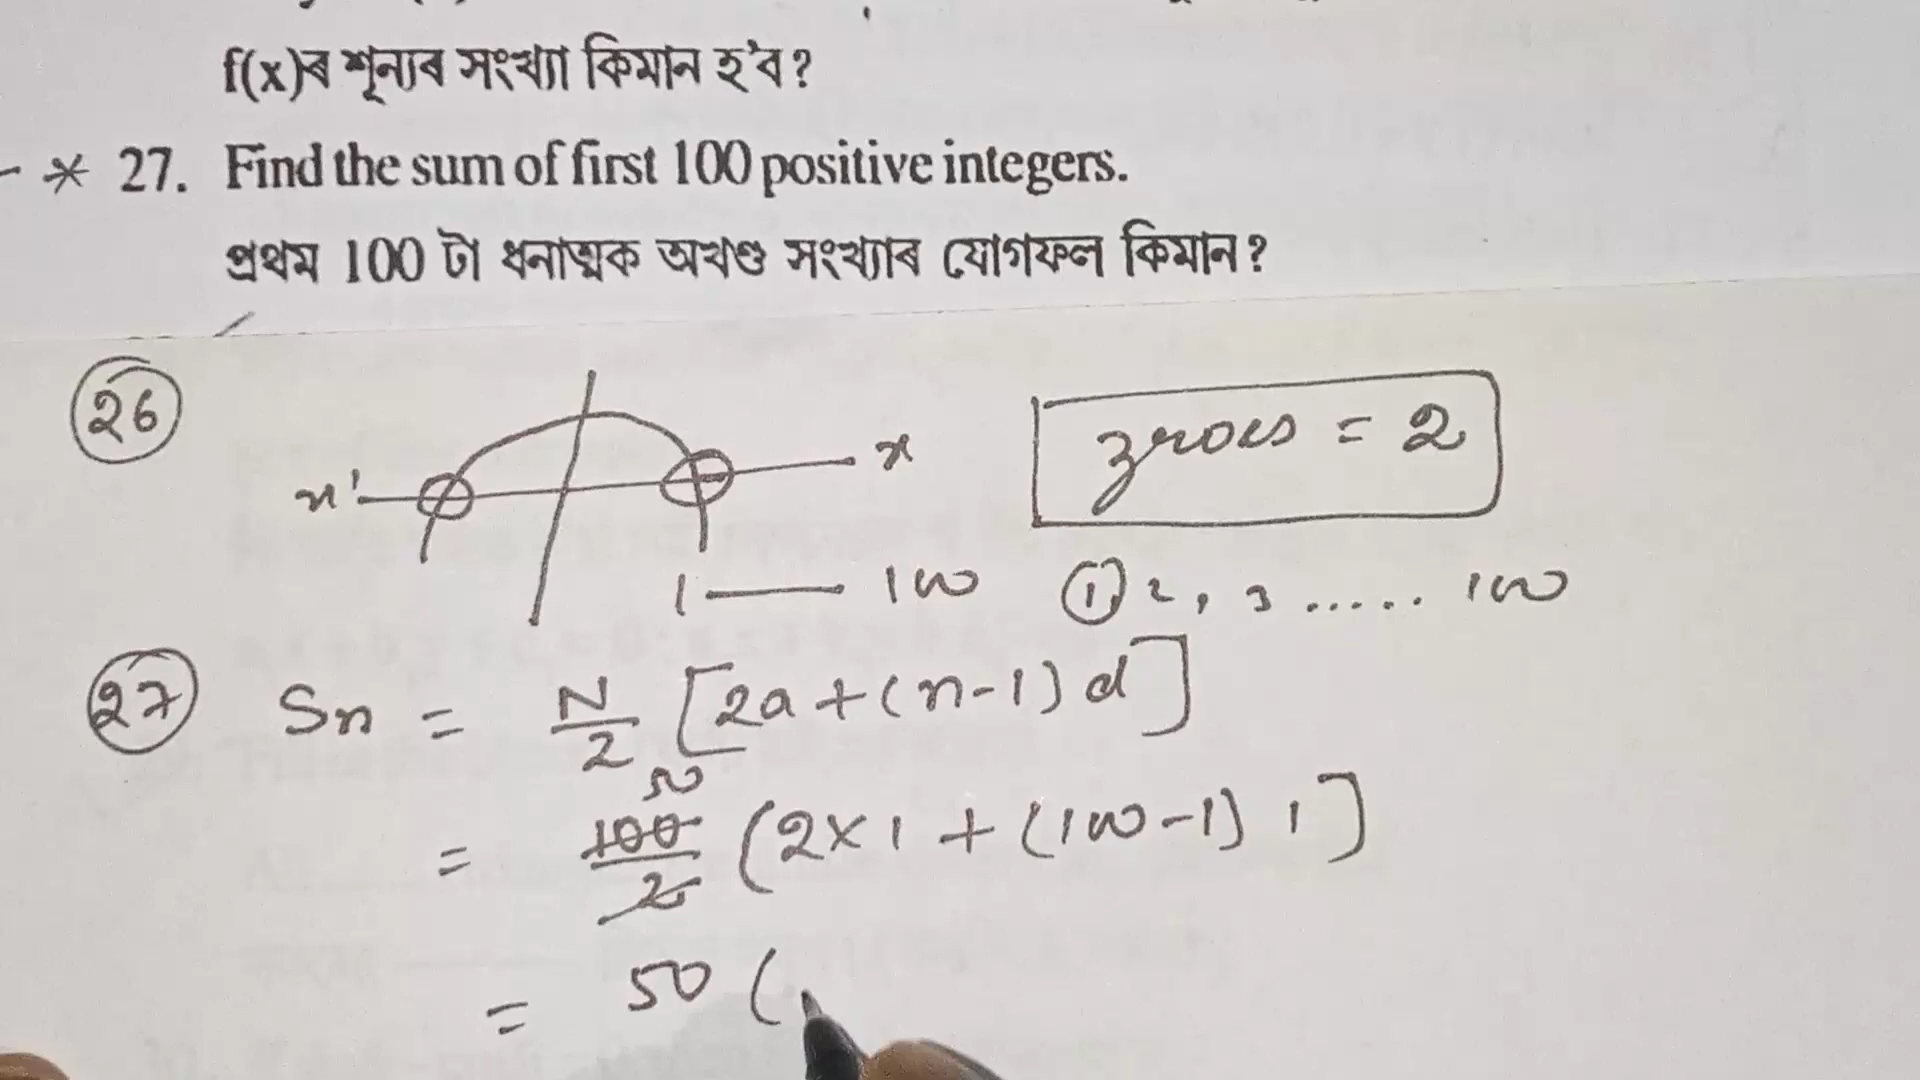 f(x)ৰ শূন্যৰ সংখ্যা কিমান হ'ব?
* 27. Find the sum of first 100 positive integers.
প্ৰথম 100 টা ধনাত্মক অখণ্ড সংখ্যাৰ যোগফল কিমান?
26
x' x
zroes = 2
1 — 100
1, 2, 3 ..... 100
27 Sn = N/2 [2a+(n-1)d]
50
= 100/2 (2×1+(100-1) 1]
= 50 (